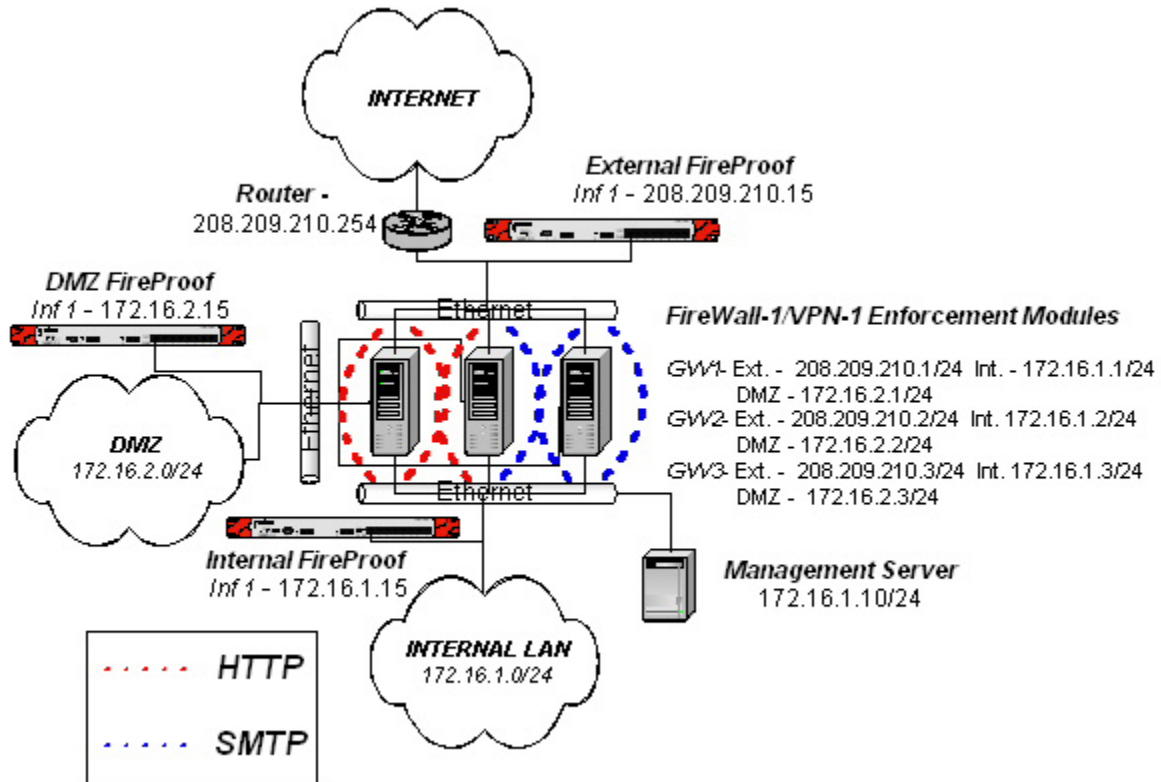 INTERNET
External FireProof
Inf 1 - 208.209.210.15
Router -
208.209.210.254
DMZ FireProof
Inf 1 - 172.16.2.15
Ethernet
Ethernet
FireWall-1/VPN-1 Enforcement Modules
GW1- Ext. - 208.209.210.1/24 Int. - 172.16.1.1/24
DMZ - 172.16.2.1/24
GW2- Ext. - 208.209.210.2/24 Int. 172.16.1.2/24
DMZ - 172.16.2.2/24
GW3- Ext. - 208.209.210.3/24 Int. 172.16.1.3/24
DMZ - 172.16.2.3/24
DMZ
172.16.2.0/24
Ethernet
Internal FireProof
Inf 1 - 172.16.1.15
Management Server
172.16.1.10/24
INTERNAL LAN
172.16.1.0/24
HTTP
SMTP